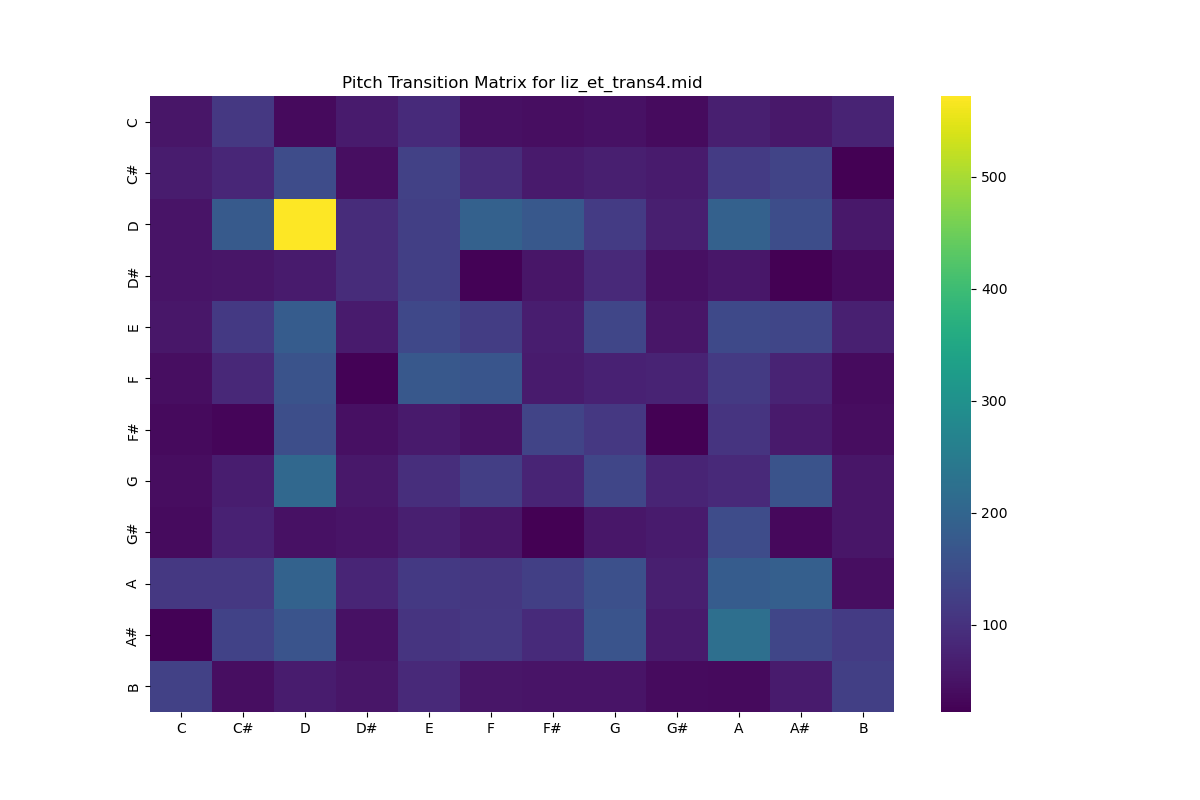 Pitch Transition Matrix for liz_et_trans4.mid
C
C#
D
D#
E
F
F#
G
G#
A
A#
B
C C# D D# E F F# G G# A A# B
500
400
300
200
100